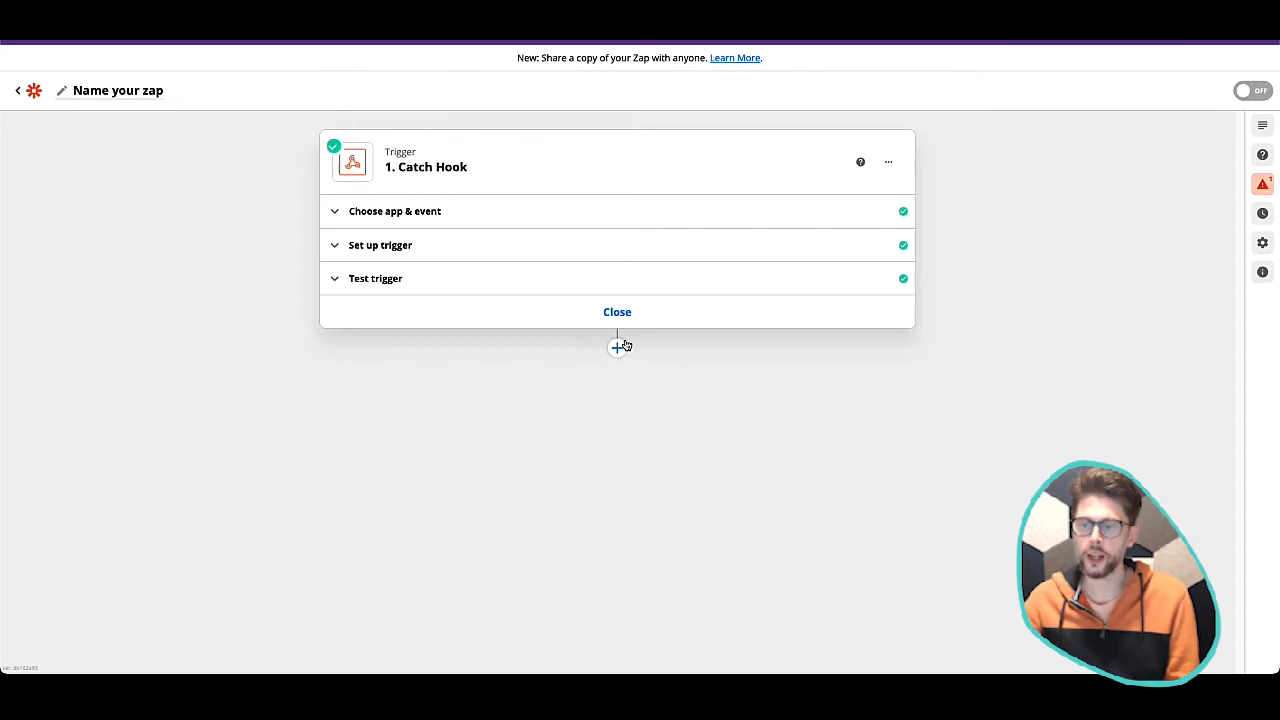 New: Share a copy of your Zap with anyone. Learn More.
Name your zap
OFF
Trigger
1. Catch Hook
Choose app & event
Set up trigger
Test trigger
Close
1